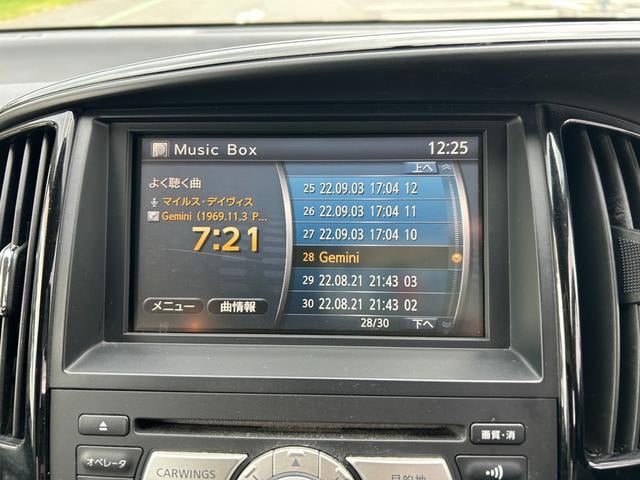 Music Box
12:25
よく聴く曲
マイルス・デイヴィス
Gemini (1969.11.3 P...
7:21
メニュー
曲情報
上へ
25 22.09.03 17:04 12
26 22.09.03 17:04 11
27 22.09.03 17:04 10
28 Gemini
29 22.08.21 21:43 03
30 22.08.21 21:43 02
28/30
下へ
画質・消
オペレータ
CARWINGS
目的地